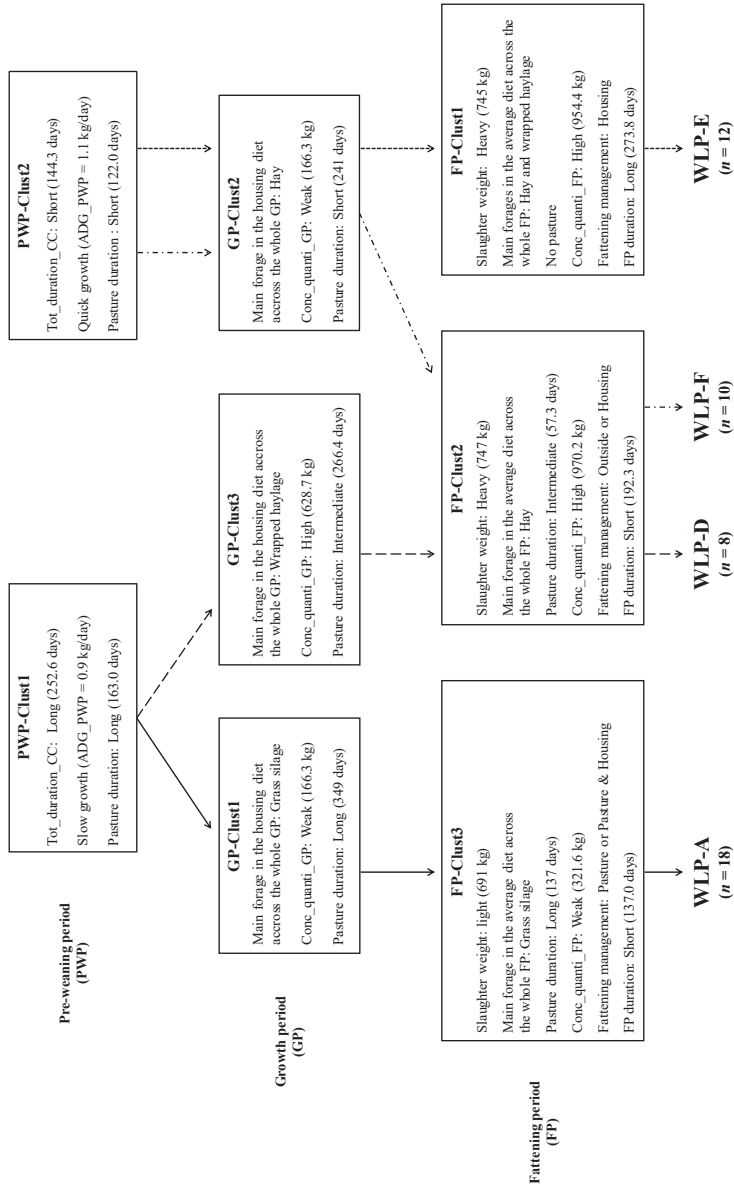 Pre-weaning period
(PWP)
PWP-Clust1
Tot_duration_CC:  Long (252.6 days)
Slow growth (ADG_PWP = 0.9 kg/day)
Pasture duration: Long (163.0 days)
PWP-Clust2
Tot_duration_CC: Short (144.3 days)
Quick growth (ADG_PWP = 1.1 kg/day)
Pasture duration : Short (122.0 days)
Growth period
(GP)
GP-Clust1
Main forage in the housing diet
accross the whole GP: Grass silage
Conc_quanti_GP: Weak (166.3 kg)
Pasture duration: Long (349 days)
GP-Clust3
Main forage in the housing diet accross
the whole GP: Wrapped haylage
Conc_quanti_GP: High (628.7 kg)
Pasture duration: Intermediate (266.4 days)
GP-Clust2
Main forage in the housing diet
accross the whole GP: Hay
Conc_quanti_GP: Weak (166.3 kg)
Pasture duration: Short (241 days)
Fattening period
(FP)
FP-Clust3
Slaughter weight: light (691 kg)
Main forage in the average diet across
the whole FP: Grass silage
Pasture duration: Long (137 days)
Conc_quanti_FP: Weak (321.6 kg)
Fattening management: Pasture or Pasture & Housing
FP duration: Short (137.0 days)
FP-Clust2
Slaughter weight: Heavy (747 kg)
Main forage in the average diet across
the whole FP: Hay
Pasture duration: Intermediate (57.3 days)
Conc_quanti_FP: High (970.2 kg)
Fattening management: Outside or Housing
FP duration: Short (192.3 days)
FP-Clust1
Slaughter weight:  Heavy (745 kg)
Main forages in the average diet across the
whole FP: Hay and wrapped haylage
No pasture
Conc_quanti_FP: High (954.4 kg)
Fattening management: Housing
FP duration: Long (273.8 days)
WLP-A
(n = 18)
WLP-D
(n = 8)
WLP-F
(n = 10)
WLP-E
(n = 12)